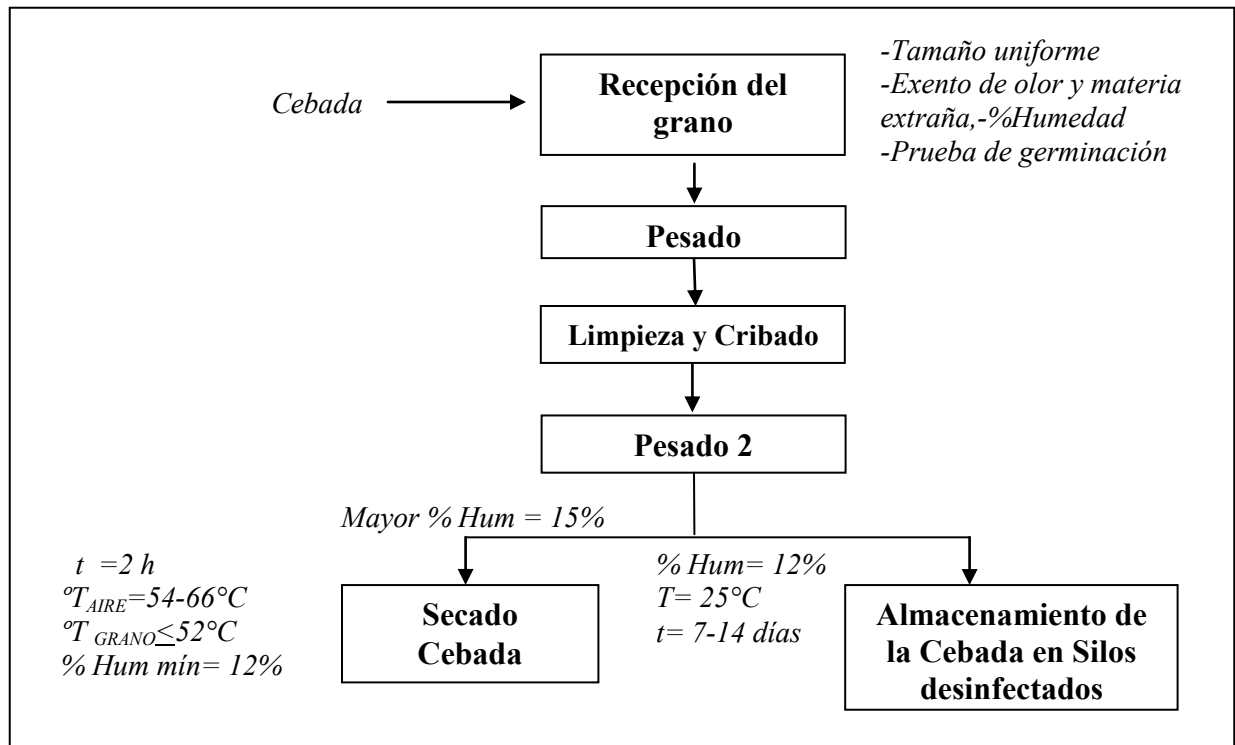 Cebada
Recepción del
grano
-Tamaño uniforme
-Exento de olor y materia
extraña,-%Humedad
-Prueba de germinación
Pesado
Limpieza y Cribado
Pesado 2
Mayor % Hum = 15%
t =2 h
ºT AIRE=54-66°C
ºT GRANO≤52°C
% Hum mín= 12%
Secado
Cebada
% Hum= 12%
T= 25°C
t= 7-14 días
Almacenamiento de
la Cebada en Silos
desinfectados